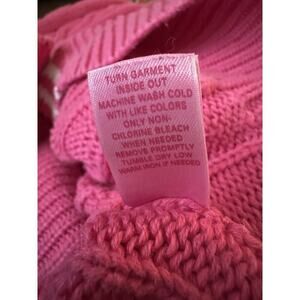 TURN GARMENT
INSIDE OUT
MACHINE WASH COLD
WITH LIKE COLORS
ONLY NON-
CHLORINE BLEACH
WHEN NEEDED
REMOVE PROMPTLY
TUMBLE DRY LOW
WARM IRON IF NEEDED